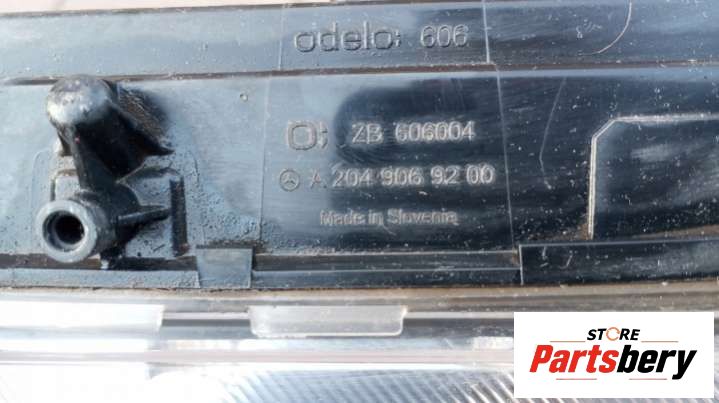 odelo: 606
ZB 606004
A 204 906 92 00
Made in Slovenia
STORE
Partsbery